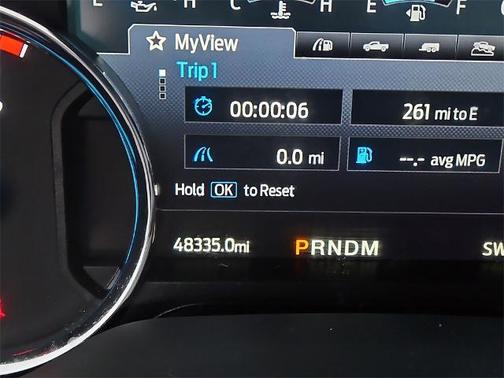 E C H E F
MyView
Trip 1
00:00:06 261 mi to E
0.0 mi --.- avg MPG
Hold OK to Reset
48335.0mi PRNDM SW